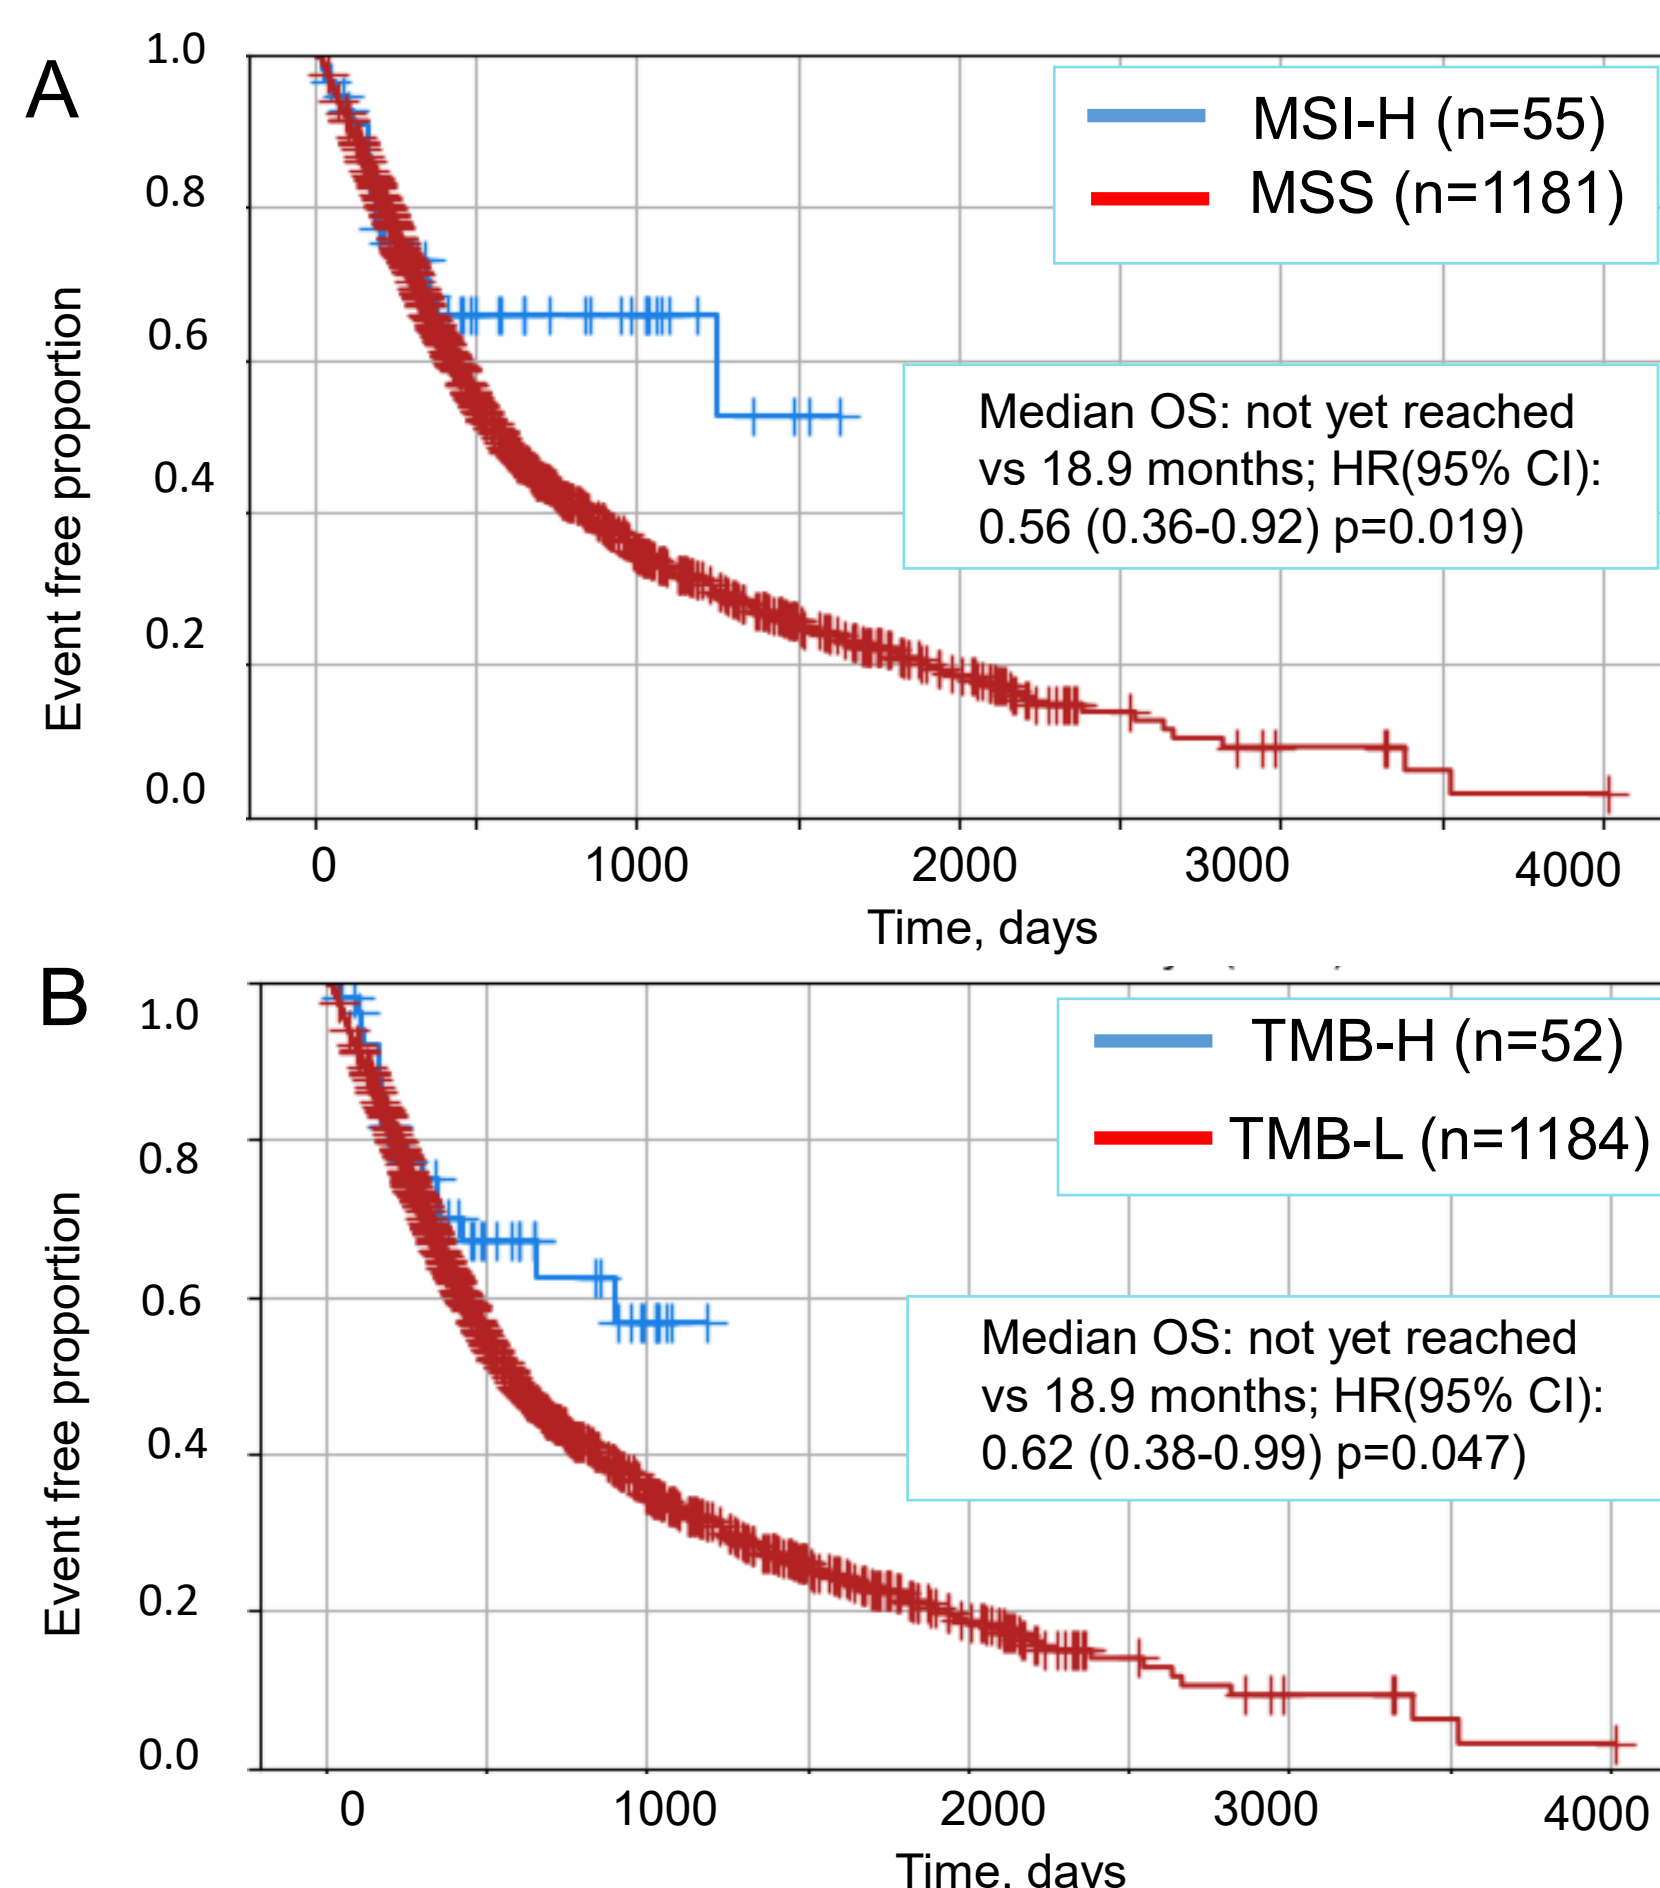 A
1.0
0.8
0.6
0.4
0.2
0.0
Event free proportion
MSI-H (n=55)
MSS (n=1181)
Median OS: not yet reached
vs 18.9 months; HR(95% CI):
0.56 (0.36-0.92) p=0.019)
0 1000 2000 3000 4000
Time, days
B
1.0
0.8
0.6
0.4
0.2
0.0
Event free proportion
TMB-H (n=52)
TMB-L (n=1184)
Median OS: not yet reached
vs 18.9 months; HR(95% CI):
0.62 (0.38-0.99) p=0.047)
0 1000 2000 3000 4000
Time, days